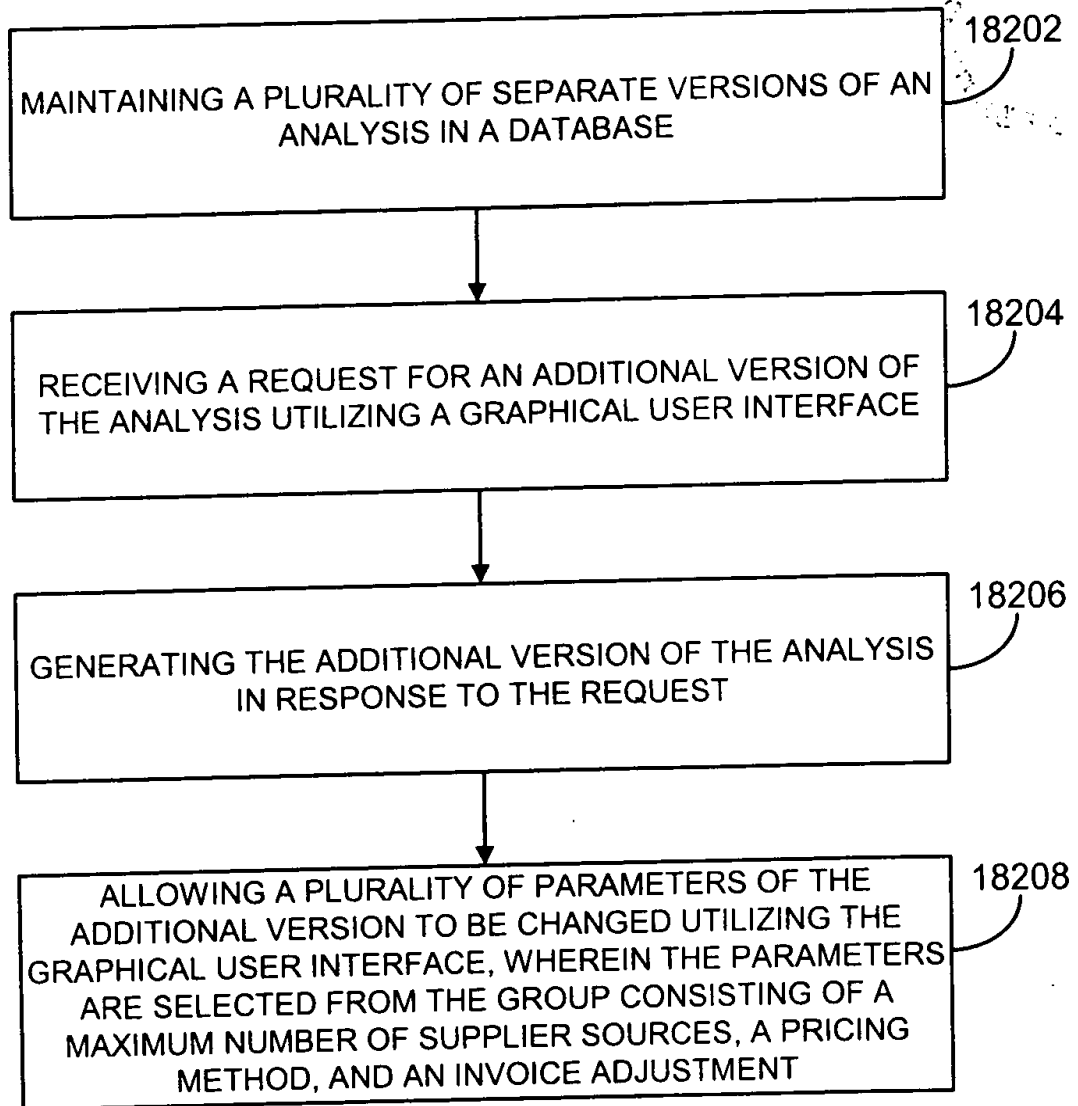 18202
MAINTAINING A PLURALITY OF SEPARATE VERSIONS OF AN
ANALYSIS IN A DATABASE
18204
RECEIVING A REQUEST FOR AN ADDITIONAL VERSION OF
THE ANALYSIS UTILIZING A GRAPHICAL USER INTERFACE
18206
GENERATING THE ADDITIONAL VERSION OF THE ANALYSIS
IN RESPONSE TO THE REQUEST
18208
ALLOWING A PLURALITY OF PARAMETERS OF THE
ADDITIONAL VERSION TO BE CHANGED UTILIZING THE
GRAPHICAL USER INTERFACE, WHEREIN THE PARAMETERS
ARE SELECTED FROM THE GROUP CONSISTING OF A
MAXIMUM NUMBER OF SUPPLIER SOURCES, A PRICING
METHOD, AND AN INVOICE ADJUSTMENT